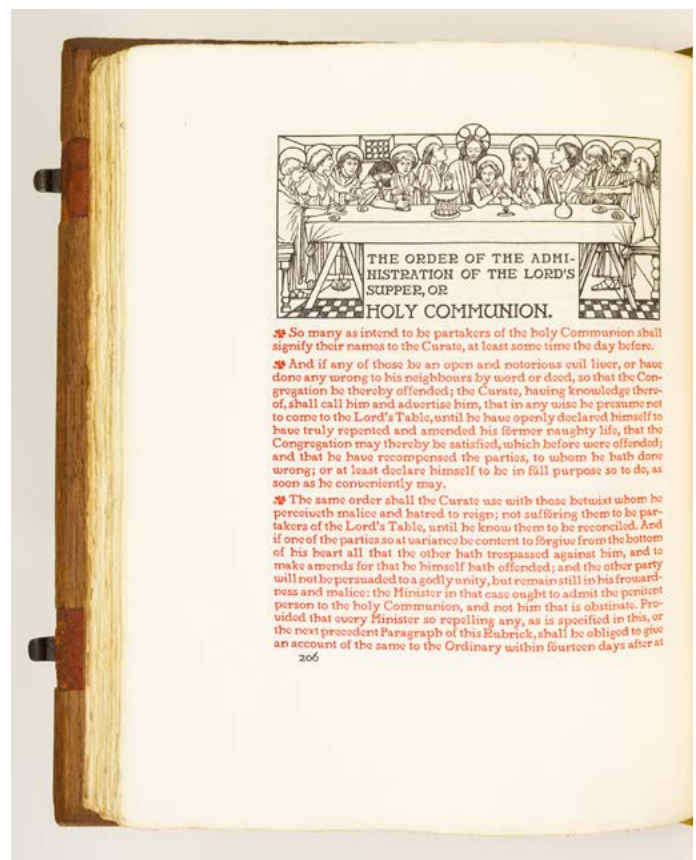 THE ORDER OF THE ADMI-
NISTRATION OF THE LORD'S
SUPPER, OR
HOLY COMMUNION.
So many as intend to be partakers of the holy Communion shall
signify their names to the Curate, at least some time the day before.
And if any of those be an open and notorious evil liver, or have
done any wrong to his neighbours by word or deed, so that the Con-
gregation be thereby offended; the Curate, having knowledge there-
of, shall call him and advertise him, that in any wise he presume not
to come to the Lord's Table, until he have openly declared himself to
have truly repented and amended his former naughty life, that the
Congregation may thereby be satisfied, which before were offended;
and that he have recompensed the parties, to whom he hath done
wrong; or at least declare himself to be in full purpose so to do, as
soon as he conveniently may.
The same order shall the Curate use with those betwixt whom he
perceiveth malice and hatred to reign; not suffering them to be par-
takers of the Lord's Table, until he know them to be reconciled. And
if one of the parties so at variance be content to forgive from the bottom
of his heart all that the other hath trespassed against him, and to
make amends for that he himself hath offended; and the other party
will not be persuaded to a godly unity, but remain still in his froward-
ness and malice: the Minister in that case ought to admit the penitent
person to the holy Communion, and not him that is obstinate. Pro-
vided that every Minister so repelling any, as is specified in this, or
the next precedent Paragraph of this Rubrick, shall be obliged to give
an account of the same to the Ordinary within fourteen days after at
206